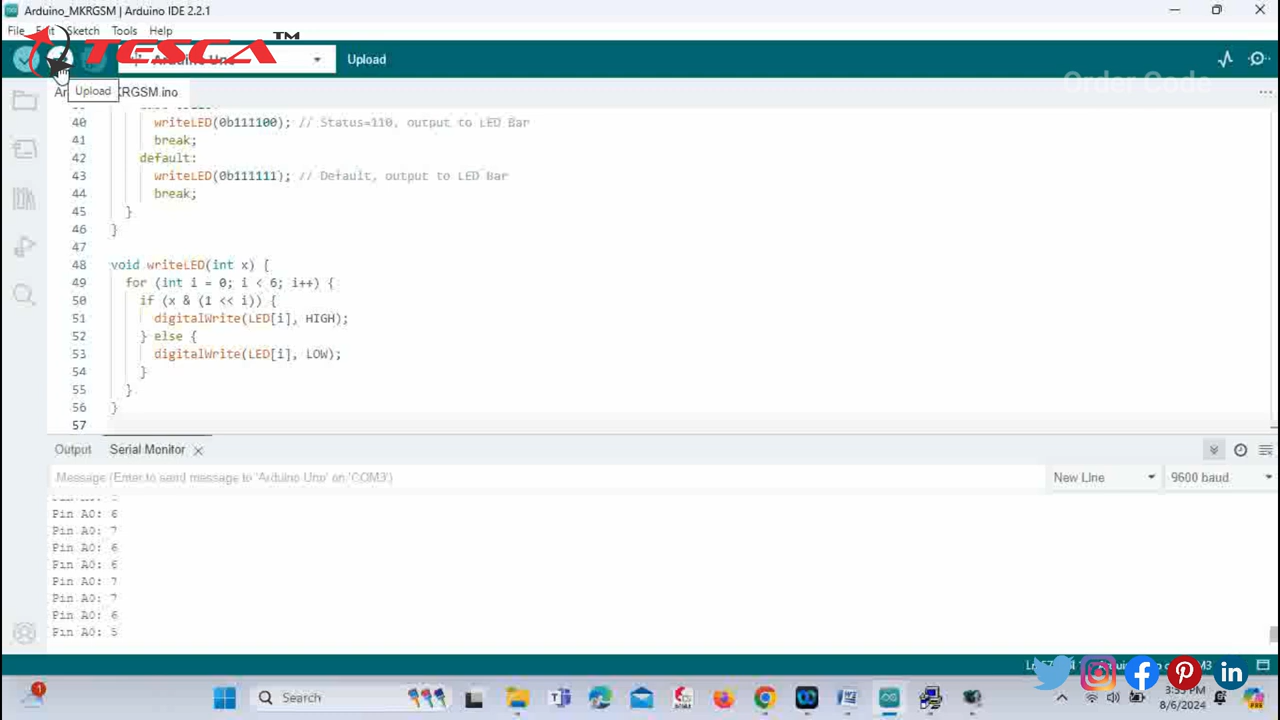 Arduino_MKRGSM | Arduino IDE 2.2.1
File Edit Sketch Tools Help
TESCA ™
Arduino Uno
Upload
Order Code
Upload
KRGSM.ino
40 writeLED(0b111100); // Status=110, output to LED Bar
41 break;
42 default:
43 writeLED(0b111111); // Default, output to LED Bar
44 break;
45 }
46 }
47
48 void writeLED(int x) {
49 for (int i = 0; i < 6; i++) {
50 if (x & (1 << i)) {
51 digitalWrite(LED[i], HIGH);
52 } else {
53 digitalWrite(LED[i], LOW);
54 }
55 }
56 }
57
Output Serial Monitor
Message (Enter to send message to 'Arduino Uno' on 'COM3')
New Line
9600 baud
Pin A0: 6
Pin A0: 7
Pin A0: 6
Pin A0: 6
Pin A0: 7
Pin A0: 7
Pin A0: 6
Pin A0: 5
1
Search
3:35 PM
8/6/2024